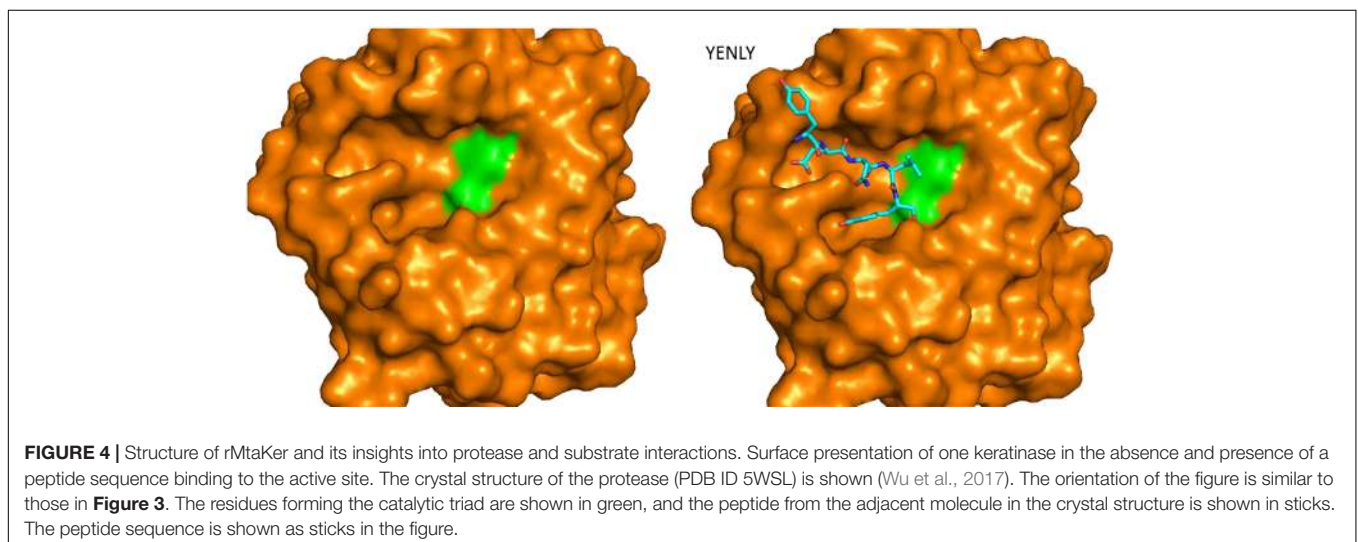 YENLY
FIGURE 4 | Structure of rMtaKer and its insights into protease and substrate interactions. Surface presentation of one keratinase in the absence and presence of a
peptide sequence binding to the active site. The crystal structure of the protease (PDB ID 5WSL) is shown (Wu et al., 2017). The orientation of the figure is similar to
those in Figure 3. The residues forming the catalytic triad are shown in green, and the peptide from the adjacent molecule in the crystal structure is shown in sticks.
The peptide sequence is shown as sticks in the figure.